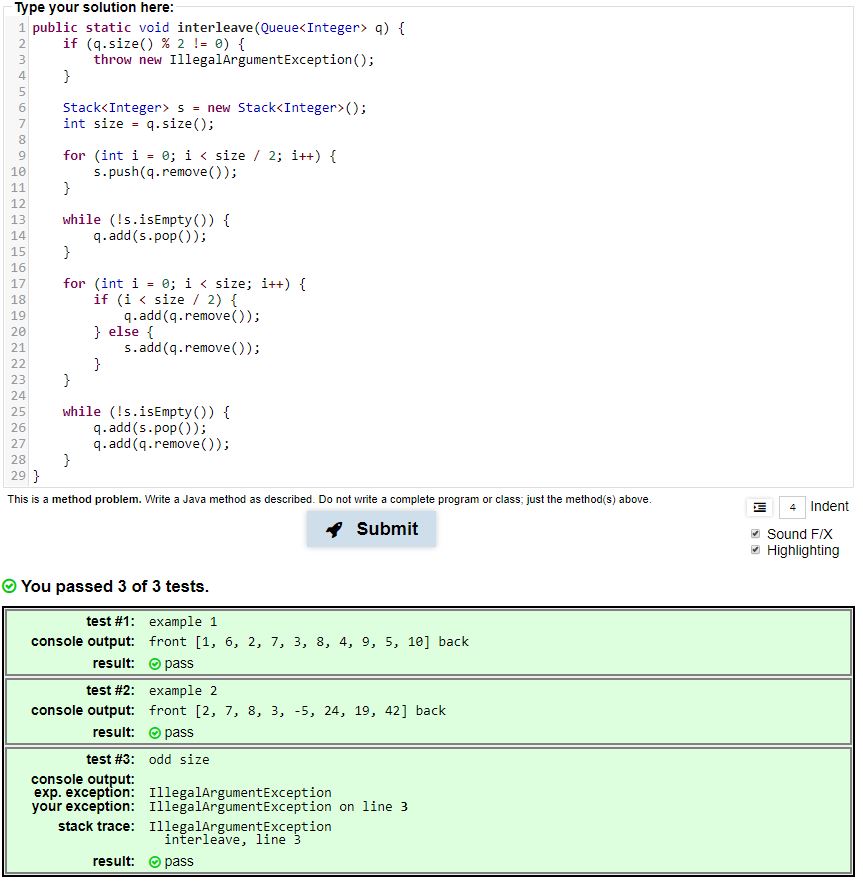 Type your solution here:
1 public static void interleave(Queue<Integer> q) {
2     if (q.size() % 2 != 0) {
3         throw new IllegalArgumentException();
4     }
5
6     Stack<Integer> s = new Stack<Integer>();
7     int size = q.size();
8
9     for (int i = 0; i < size / 2; i++) {
10         s.push(q.remove());
11     }
12
13     while (!s.isEmpty()) {
14         q.add(s.pop());
15     }
16
17     for (int i = 0; i < size; i++) {
18         if (i < size / 2) {
19             q.add(q.remove());
20         } else {
21             s.add(q.remove());
22         }
23     }
24
25     while (!s.isEmpty()) {
26         q.add(s.pop());
27         q.add(q.remove());
28     }
29 }
This is a method problem. Write a Java method as described. Do not write a complete program or class; just the method(s) above.
4 Indent
Submit
Sound F/X
Highlighting
You passed 3 of 3 tests.
test #1: example 1
console output: front [1, 6, 2, 7, 3, 8, 4, 9, 5, 10] back
result: pass
test #2: example 2
console output: front [2, 7, 8, 3, -5, 24, 19, 42] back
result: pass
test #3: odd size
console output:
exp. exception: IllegalArgumentException
your exception: IllegalArgumentException on line 3
stack trace: IllegalArgumentException
interleave, line 3
result: pass